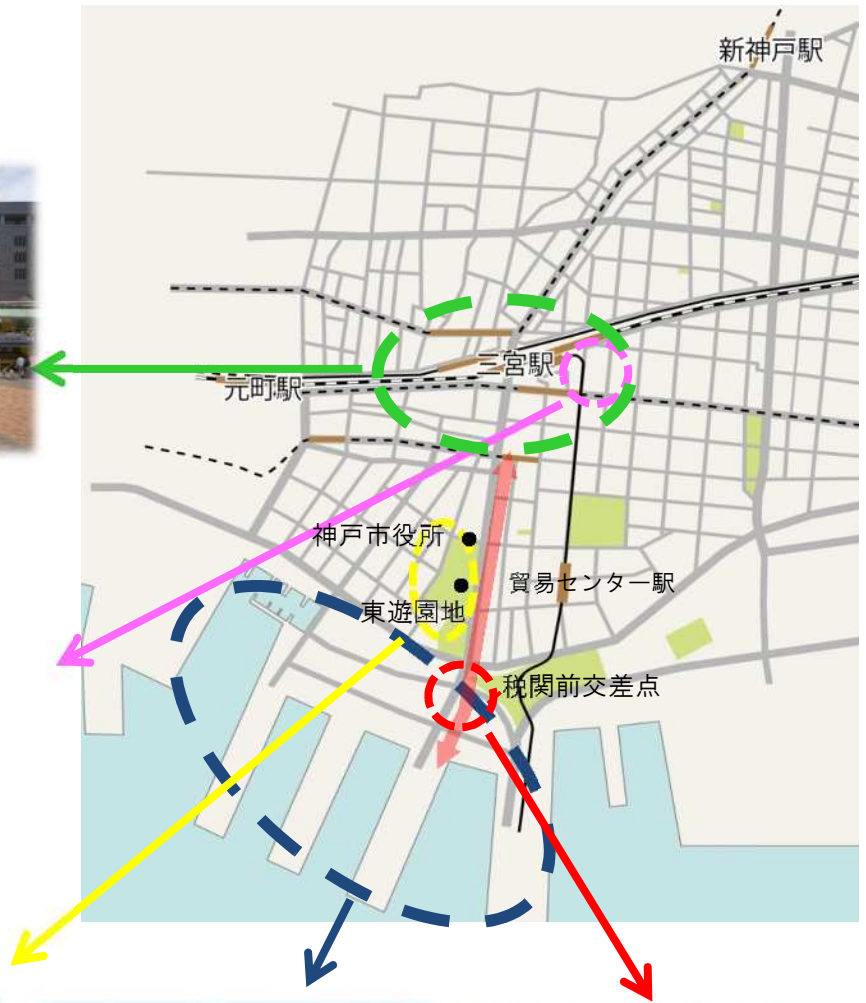 新神戸駅
三宮駅
元町駅
神戸市役所
貿易センター駅
東遊園地
税関前交差点